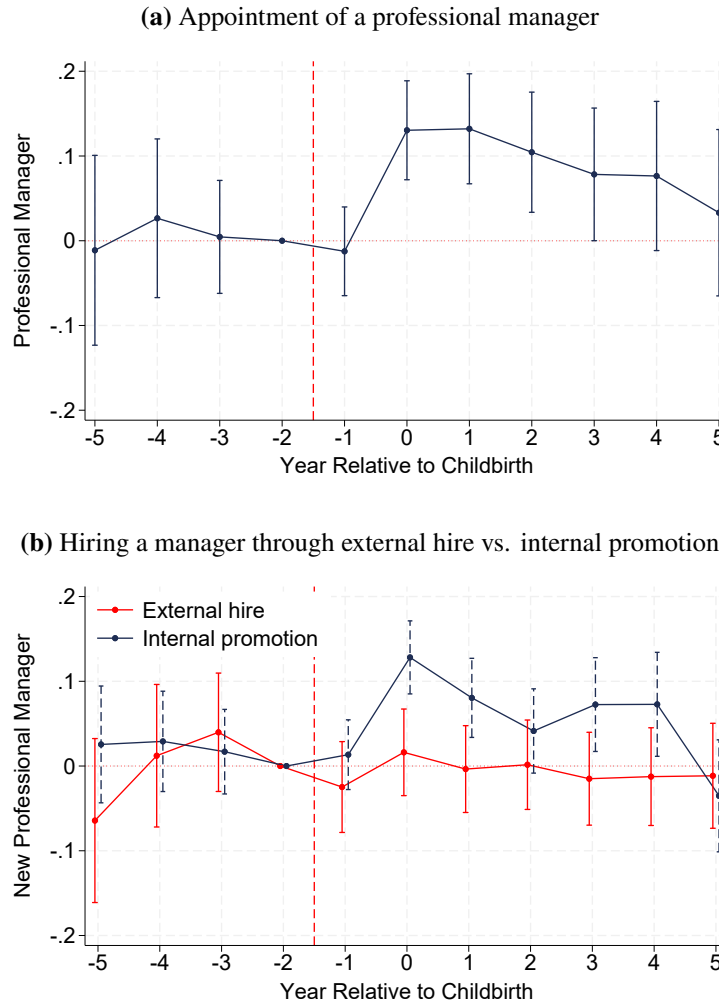 (a) Appointment of a professional manager
.2
.1
0
-.1
-.2
Professional Manager
-5 -4 -3 -2 -1 0 1 2 3 4 5
Year Relative to Childbirth
(b) Hiring a manager through external hire vs. internal promotion
External hire
Internal promotion
.2
.1
0
-.1
-.2
New Professional Manager
-5 -4 -3 -2 -1 0 1 2 3 4 5
Year Relative to Childbirth